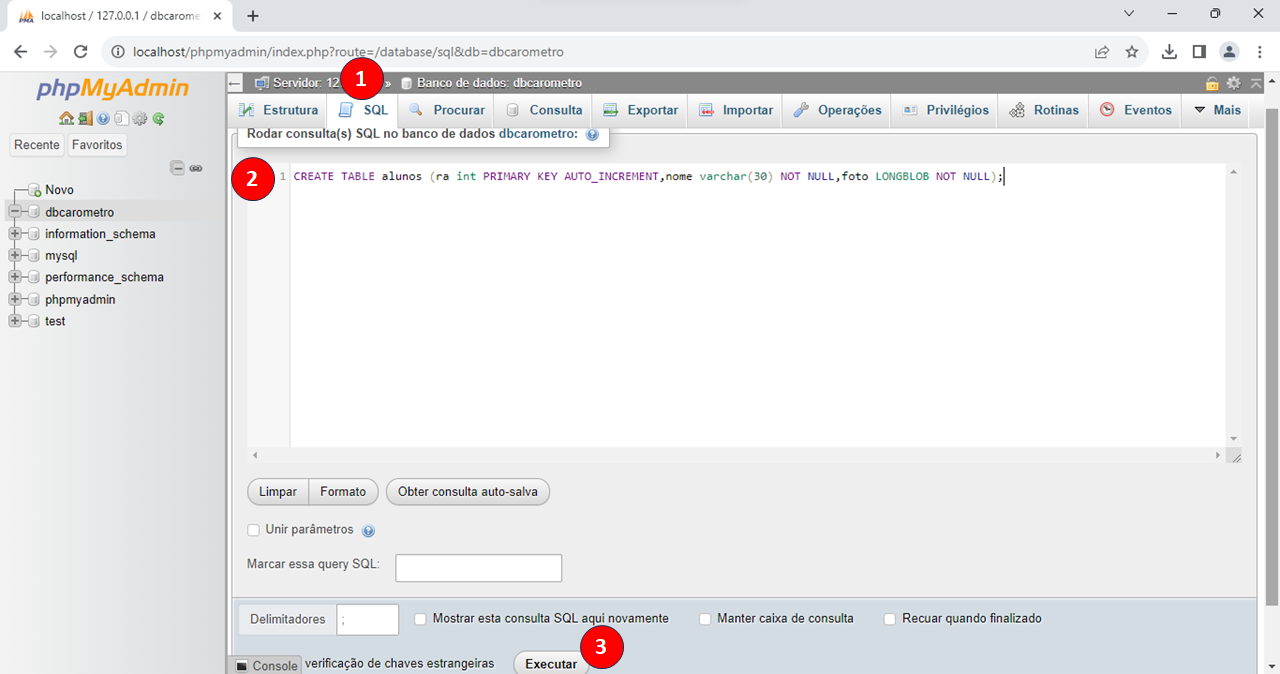 localhost / 127.0.0.1 / dbcarome
localhost/phpmyadmin/index.php?route=/database/sql&db=dbcarometro
phpMyAdmin
Recente Favoritos
Novo
dbcarometro
information_schema
mysql
performance_schema
phpmyadmin
test
Servidor: 12 1 » Banco de dados: dbcarometro
Estrutura SQL Procurar Consulta Exportar Importar Operações Privilégios Rotinas Eventos Mais
Rodar consulta(s) SQL no banco de dados dbcarometro:
2 1 CREATE TABLE alunos (ra int PRIMARY KEY AUTO_INCREMENT,nome varchar(30) NOT NULL,foto LONGBLOB NOT NULL);
Limpar Formato Obter consulta auto-salva
Unir parâmetros
Marcar essa query SQL:
Delimitadores ; Mostrar esta consulta SQL aqui novamente Manter caixa de consulta Recuar quando finalizado
Console verificação de chaves estrangeiras Executar 3